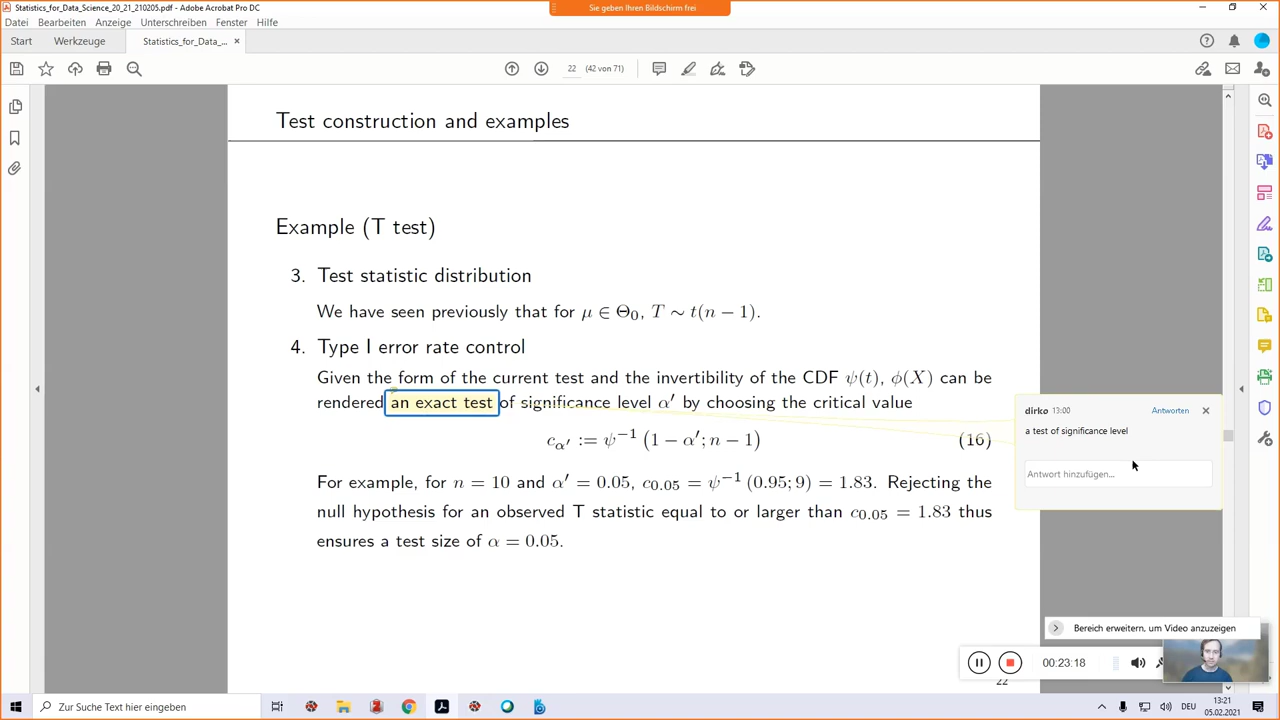 Statistics_for_Data_Science_20_21_210205.pdf - Adobe Acrobat Pro DC
Sie geben Ihren Bildschirm frei
Datei Bearbeiten Anzeige Unterschreiben Fenster Hilfe
Start Werkzeuge Statistics_for_Data_... ×
22 (42 von 71)
Test construction and examples
Example (T test)
3. Test statistic distribution
We have seen previously that for μ ∈ Θ₀, T ∼ t(n − 1).
4. Type I error rate control
Given the form of the current test and the invertibility of the CDF ψ(t), ϕ(X) can be
rendered an exact test of significance level α′ by choosing the critical value
c_α′ := ψ⁻¹ (1 − α′; n − 1) (16)
For example, for n = 10 and α′ = 0.05, c₀.₀₅ = ψ⁻¹ (0.95; 9) = 1.83. Rejecting the
null hypothesis for an observed T statistic equal to or larger than c₀.₀₅ = 1.83 thus
ensures a test size of α = 0.05.
dirko 13:00 Antworten
a test of significance level
Antwort hinzufügen...
Bereich erweitern, um Video anzuzeigen
00:23:18
22
Zur Suche Text hier eingeben
DEU
13:21
05.02.2021